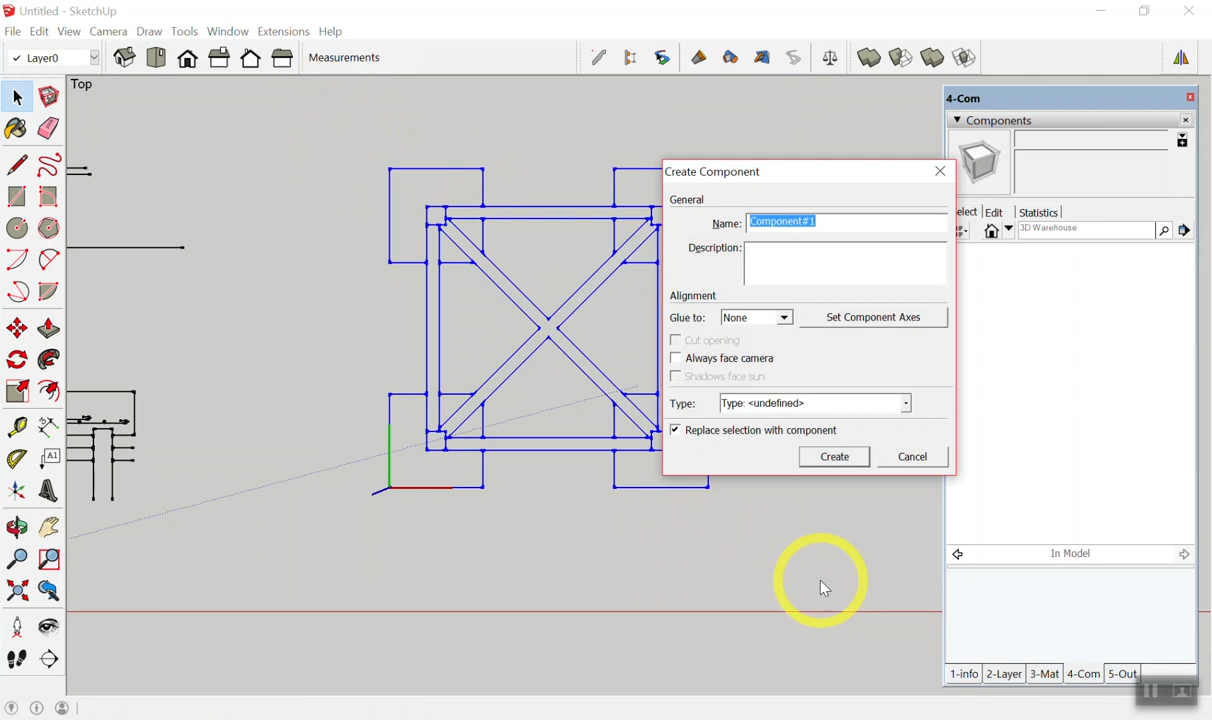 Untitled - SketchUp
File Edit View Camera Draw Tools Window Extensions Help
Layer0
Measurements
Top
4-Com
Components
Create Component
General
Name: Component#1
Description:
Alignment
Glue to: None Set Component Axes
Cut opening
Always face camera
Shadows face sun
Type: Type: <undefined>
Replace selection with component
Create Cancel
elect Edit Statistics
3D Warehouse
A1
In Model
1-info 2-Layer 3-Mat 4-Com 5-Out